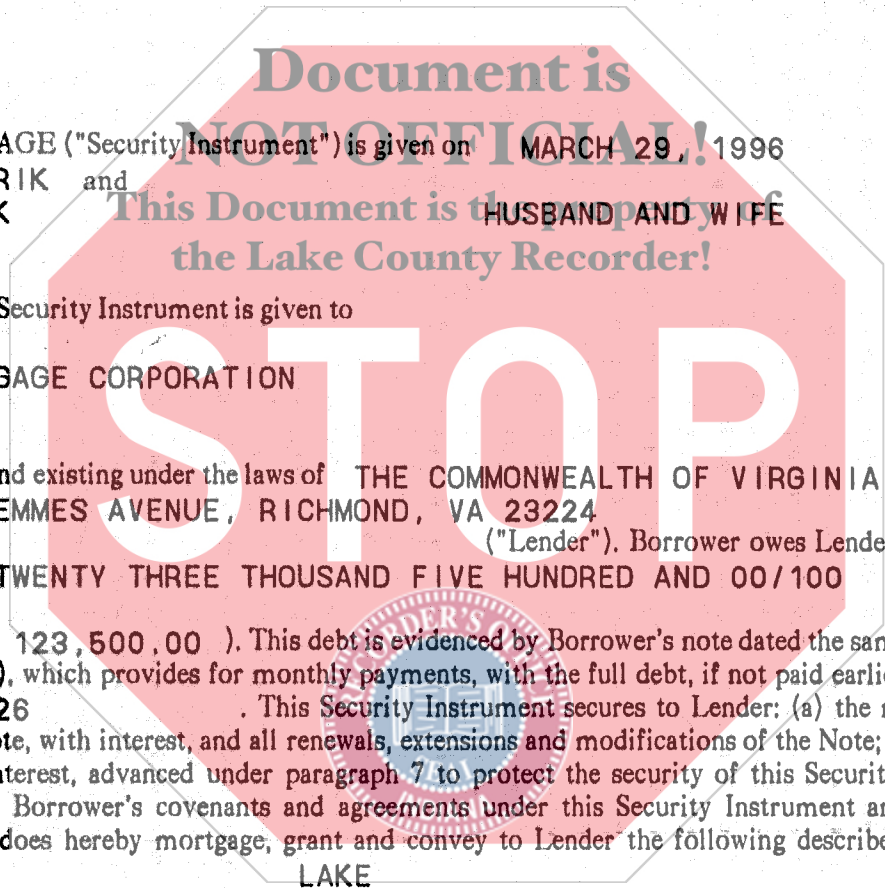 Document is
NOT OFFICIAL!
AGE ("Security Instrument") is given on MARCH 29, 1996
RIK and
This Document is the property of
K HUSBAND AND WIFE
the Lake County Recorder!
Security Instrument is given to
STOP
GAGE CORPORATION
nd existing under the laws of THE COMMONWEALTH OF VIRGINIA
EMMES AVENUE, RICHMOND, VA 23224
("Lender"). Borrower owes Lende
TWENTY THREE THOUSAND FIVE HUNDRED AND 00/100
RECORDER'S
123,500.00 ). This debt is evidenced by Borrower's note dated the sam
), which provides for monthly payments, with the full debt, if not paid earlie
26 . This Security Instrument secures to Lender: (a) the r
te, with interest, and all renewals, extensions and modifications of the Note;
nterest, advanced under paragraph 7 to protect the security of this Securit
SEAL
Borrower's covenants and agreements under this Security Instrument an
does hereby mortgage, grant and convey to Lender the following describe
LAKE